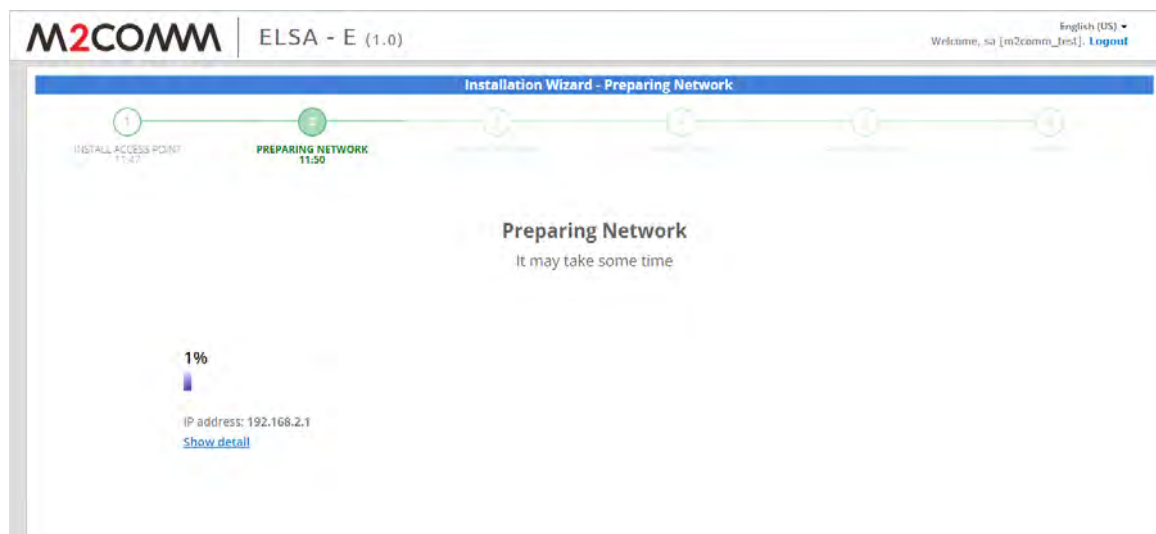 M2COMM ELSA - E (1.0)
English (US)
Welcome, sa [m2comm_test]. Logout
Installation Wizard - Preparing Network
1
INSTALL ACCESS POINT
11:47
2
PREPARING NETWORK
11:50
Preparing Network
It may take some time
1%
IP address: 192.168.2.1
Show detail